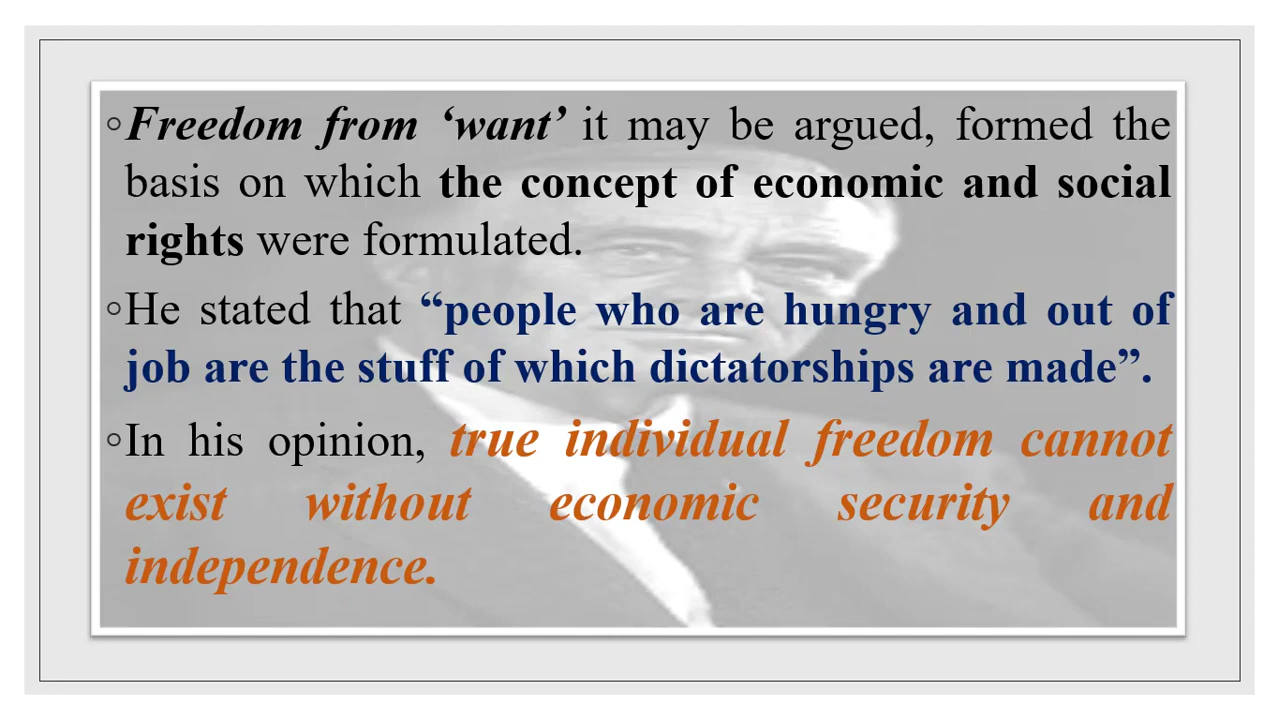 ◦Freedom from ‘want’ it may be argued, formed the
basis on which the concept of economic and social
rights were formulated.
◦He stated that “people who are hungry and out of
job are the stuff of which dictatorships are made”.
◦In his opinion, true individual freedom cannot
exist without economic security and
independence.